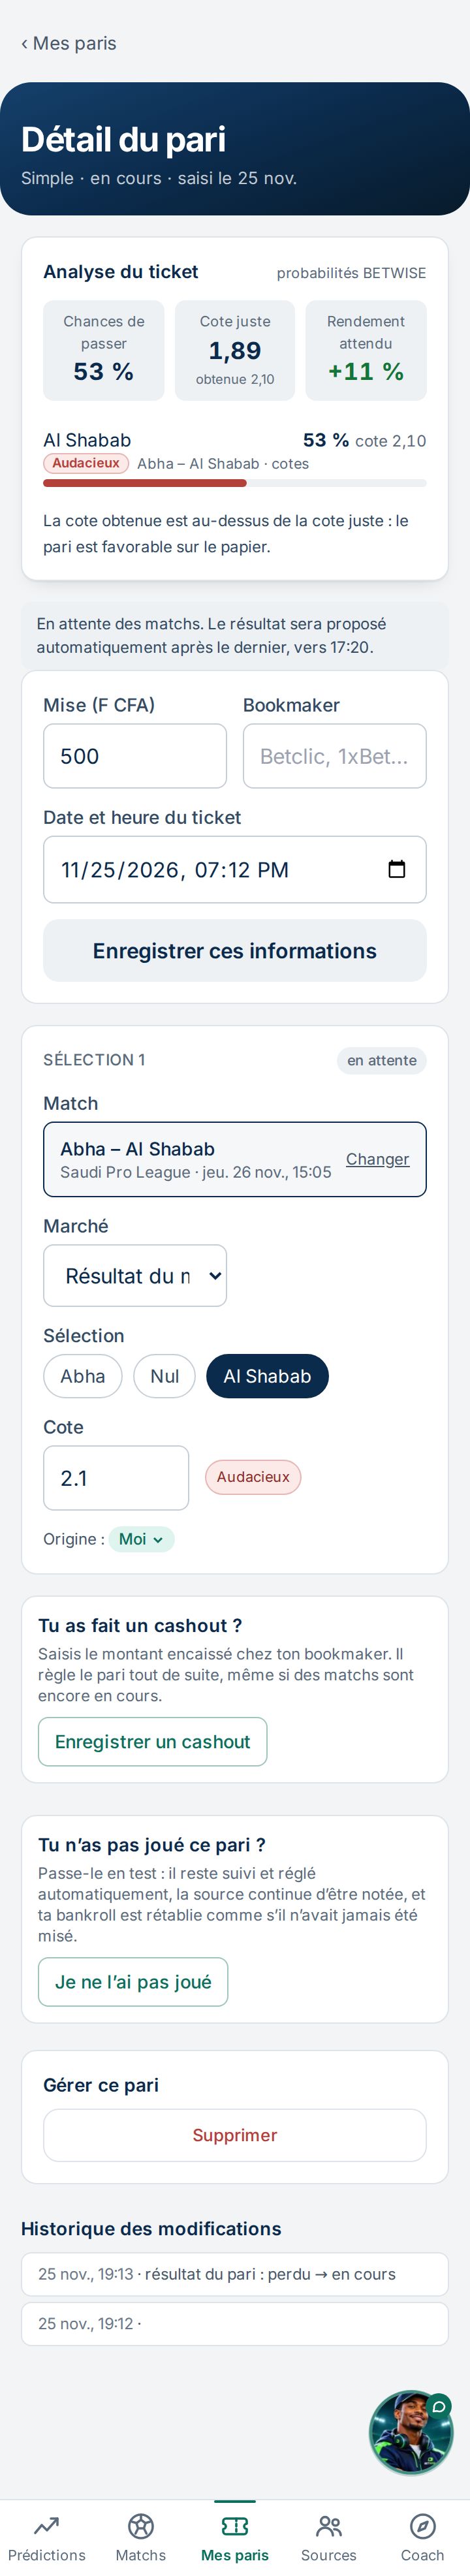 ‹ Mes paris
Détail du pari
Simple · en cours · saisi le 25 nov.
Analyse du ticket
probabilités BETWISE
Chances de
passer
53 %
Cote juste
1,89
obtenue 2,10
Rendement
attendu
+11 %
Al Shabab
53 % cote 2,10
Audacieux
Abha – Al Shabab · cotes
La cote obtenue est au-dessus de la cote juste : le
pari est favorable sur le papier.
En attente des matchs. Le résultat sera proposé
automatiquement après le dernier, vers 17:20.
Mise (F CFA)
Bookmaker
500
Betclic, 1xBet...
Date et heure du ticket
11/25/2026, 07:12 PM
Enregistrer ces informations
SÉLECTION 1
en attente
Match
Abha – Al Shabab
Saudi Pro League · jeu. 26 nov., 15:05
Changer
Marché
Résultat du
Sélection
Abha
Nul
Al Shabab
Cote
2.1
Audacieux
Origine : Moi
Tu as fait un cashout ?
Saisis le montant encaissé chez ton bookmaker. Il
règle le pari tout de suite, même si des matchs sont
encore en cours.
Enregistrer un cashout
Tu n’as pas joué ce pari ?
Passe-le en test : il reste suivi et réglé
automatiquement, la source continue d’être notée, et
ta bankroll est rétablie comme s’il n’avait jamais été
misé.
Je ne l’ai pas joué
Gérer ce pari
Supprimer
Historique des modifications
25 nov., 19:13 · résultat du pari : perdu → en cours
25 nov., 19:12 ·
Prédictions
Matchs
Mes paris
Sources
Coach